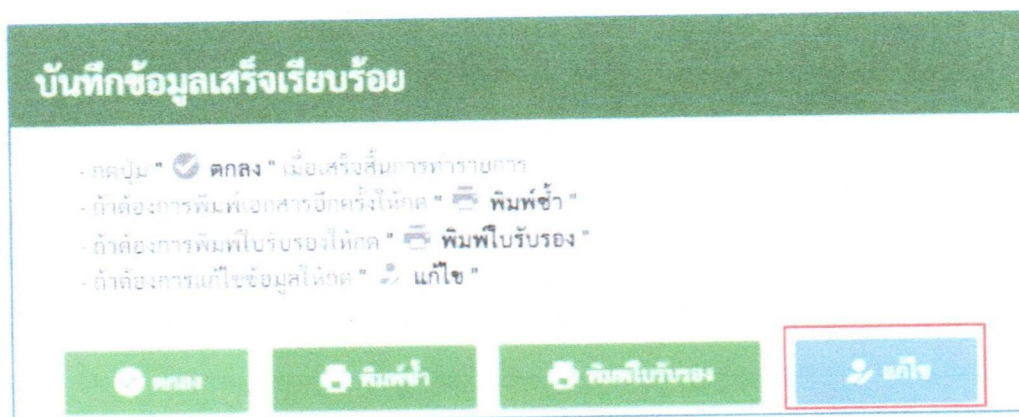 บันทึกข้อมูลเสร็จเรียบร้อย
- กดปุ่ม " ตกลง " เมื่อเสร็จสิ้นการทำรายการ
- ถ้าต้องการพิมพ์เอกสารอีกครั้งให้กด " พิมพ์ซ้ำ "
- ถ้าต้องการพิมพ์ใบรับรองให้กด " พิมพ์ใบรับรอง "
- ถ้าต้องการแก้ไขข้อมูลให้กด " แก้ไข "
ตกลง พิมพ์ซ้ำ พิมพ์ใบรับรอง แก้ไข